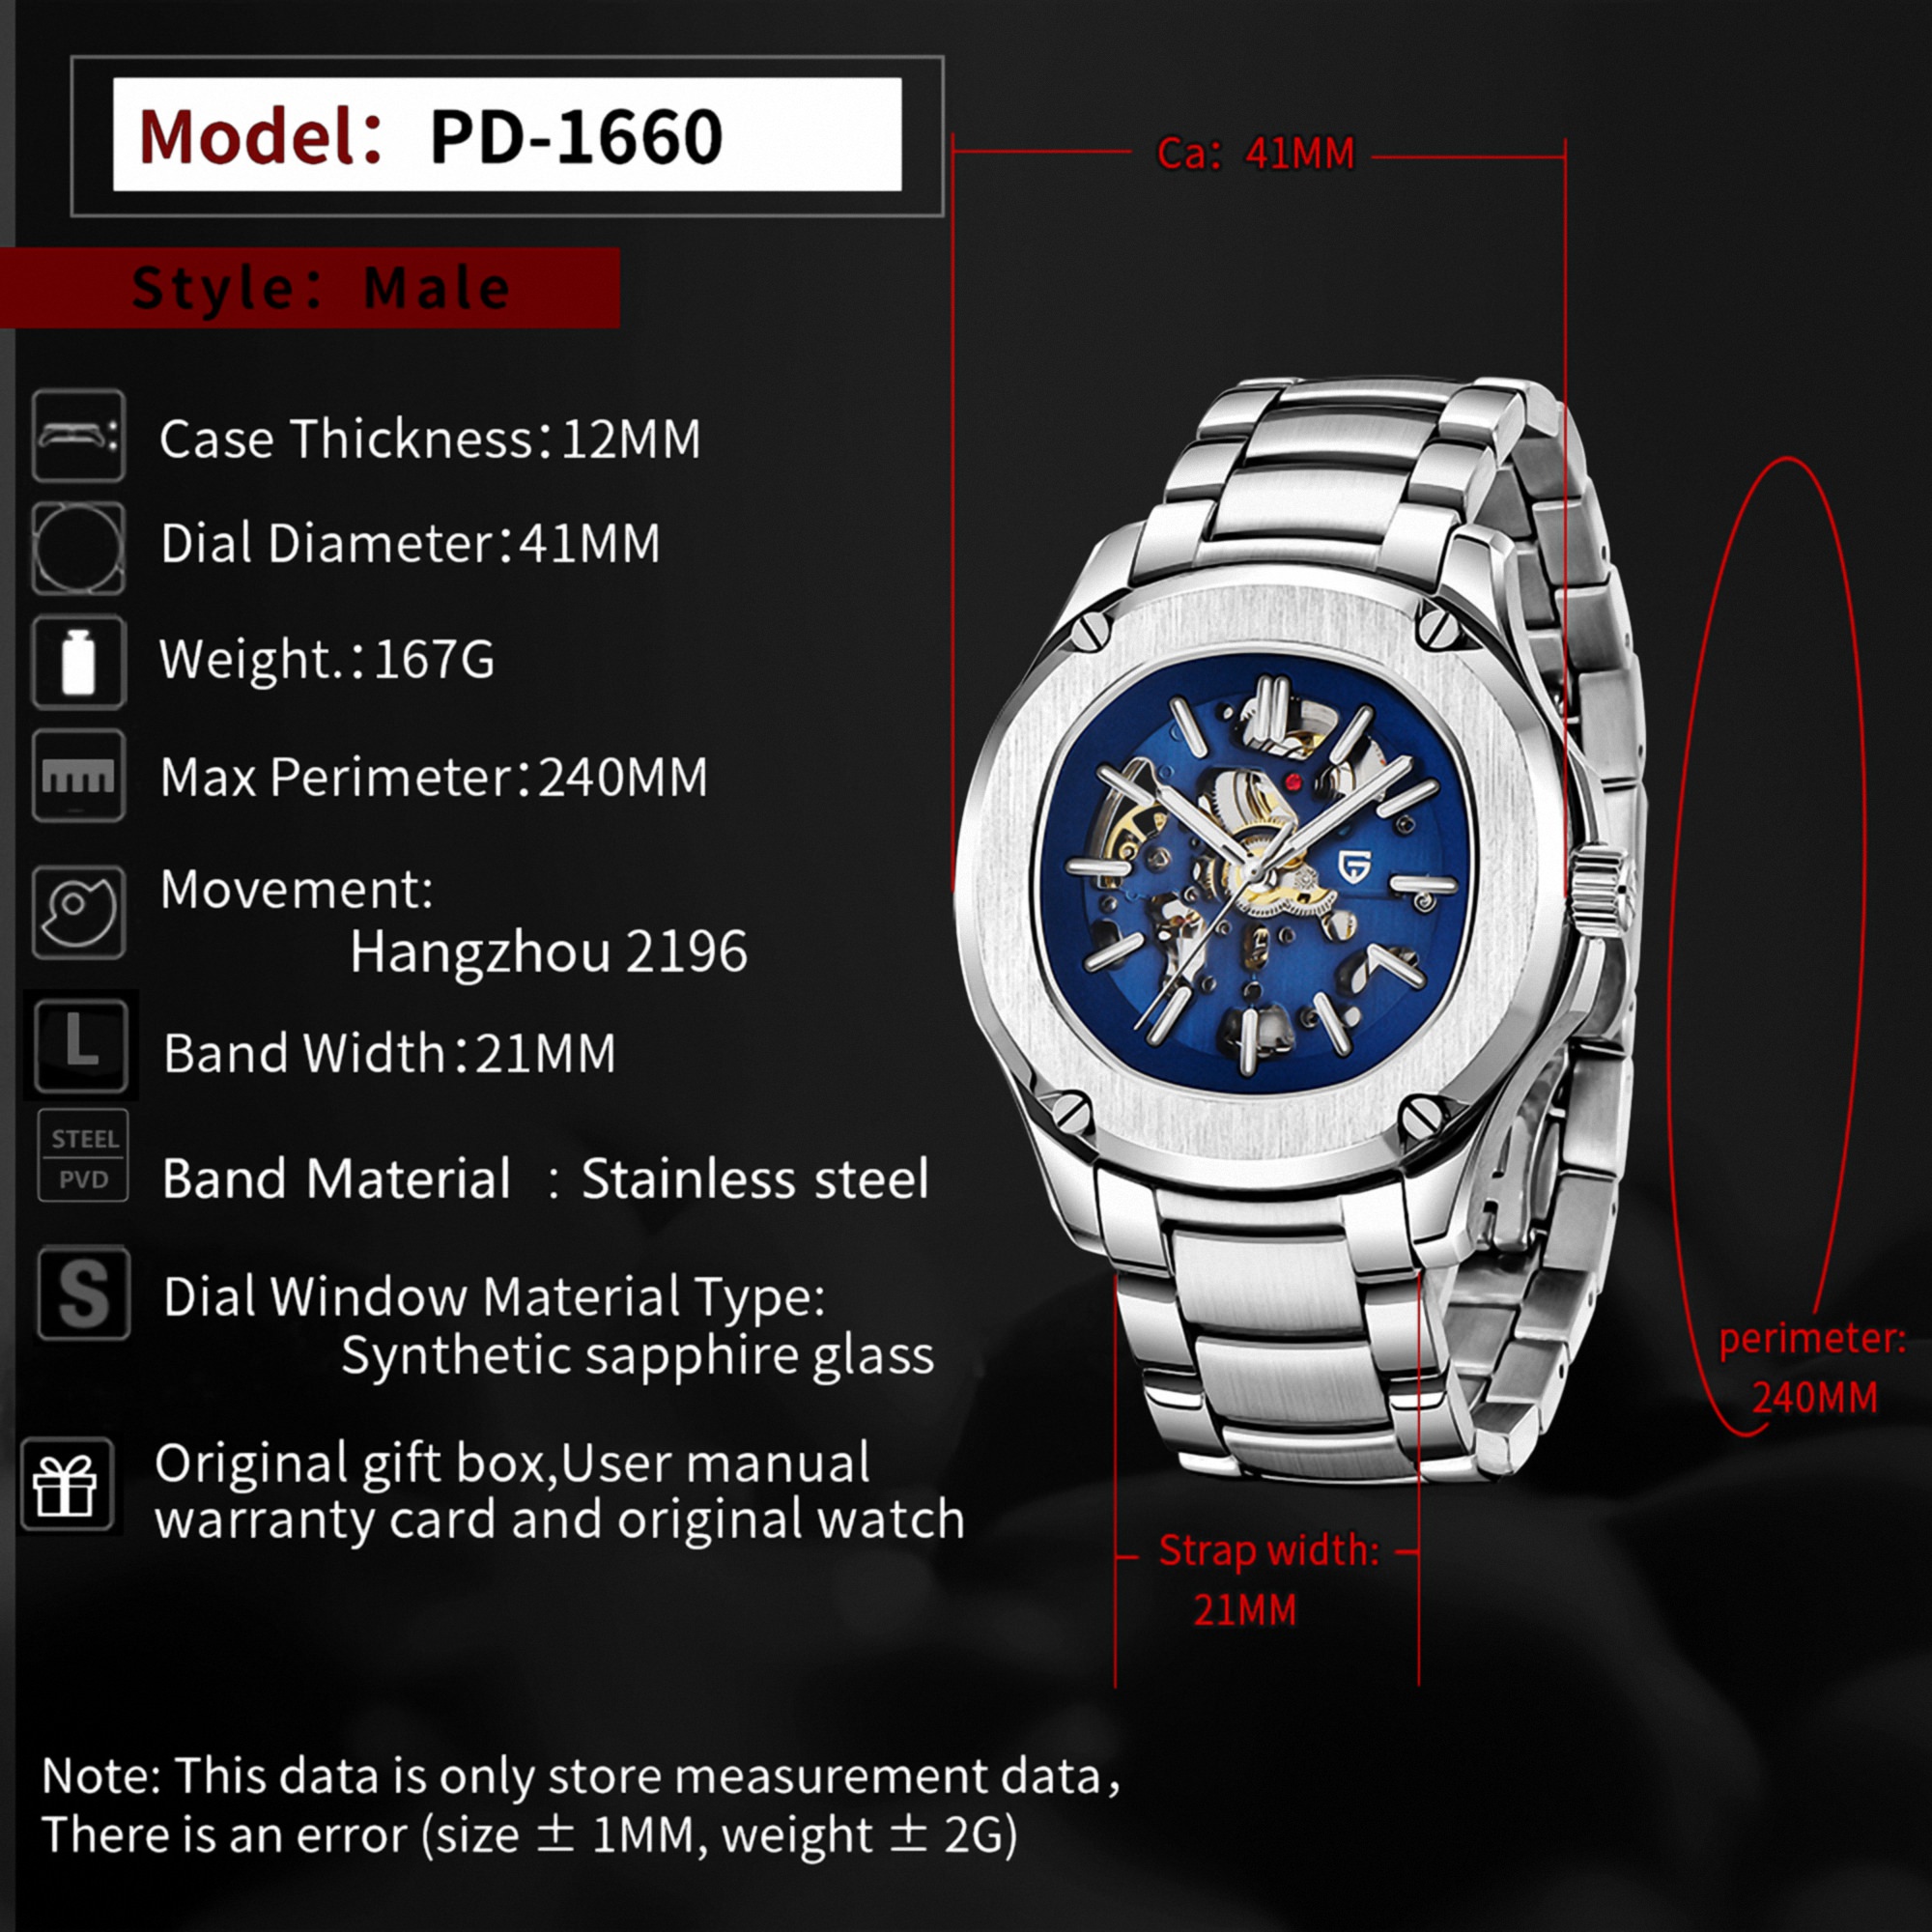 Model： PD-1660
Ca：41MM
Style：Male
Case Thickness：12MM
Dial Diameter：41MM
Weight.：167G
Max Perimeter：240MM
Movement:
Hangzhou 2196
L
Band Width：21MM
STEEL
PVD
Band Material : Stainless steel
S
Dial Window Material Type:
Synthetic sapphire glass
perimeter:
240MM
Original gift box,User manual
warranty card and original watch
Strap width:
21MM
Note: This data is only store measurement data，
There is an error (size ± 1MM, weight ± 2G)